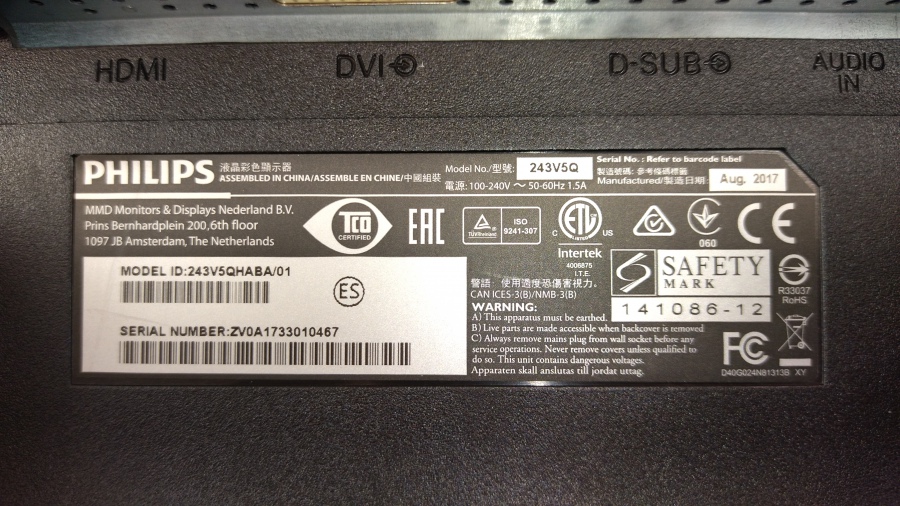 HDMI
DVI
D-SUB
AUDIO
IN
PHILIPS
液晶彩色顯示器
ASSEMBLED IN CHINA/ASSEMBLE EN CHINE/中國組裝
Model No./型號: 243V5Q
電源: 100-240V ～ 50-60Hz 1.5A
Serial No. : Refer to barcode label
製造號碼: 參考條碼標籤
Manufactured/製造日期: Aug. 2017
MMD Monitors & Displays Nederland B.V.
Prins Bernhardplein 200,6th floor
1097 JB Amsterdam, The Netherlands
TCO
CERTIFIED
EAC
TÜVRheinland
ISO
9241-307
ETL
C US
Intertek
4006875
I.T.E.
060
CE
MODEL ID:243V5QHABA/01
ES
SERIAL NUMBER:ZV0A1733010467
警語: 使用過度恐傷害視力。
CAN ICES-3(B)/NMB-3(B)
WARNING:
A) This apparatus must be earthed.
B) Live parts are made accessible when backcover is removed
C) Always remove mains plug from wall socket before any
service operations. Never remove covers unless qualified to
do so. This unit contains dangerous voltages.
Apparaten skall anslutas till jordat uttag.
SAFETY
MARK
141086-12
R33037
RoHS
FC
D40G024N81313B XY